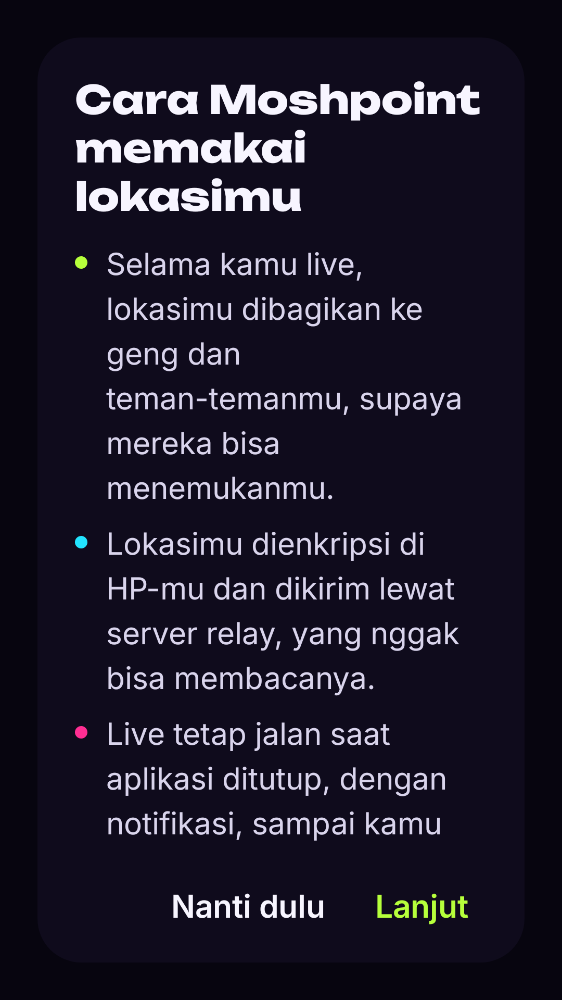 Cara Moshpoint
memakai
lokasimu
Selama kamu live,
lokasimu dibagikan ke
geng dan
teman-temanmu, supaya
mereka bisa
menemukanmu.
Lokasimu dienkripsi di
HP-mu dan dikirim lewat
server relay, yang nggak
bisa membacanya.
Live tetap jalan saat
aplikasi ditutup, dengan
notifikasi, sampai kamu
Nanti dulu Lanjut